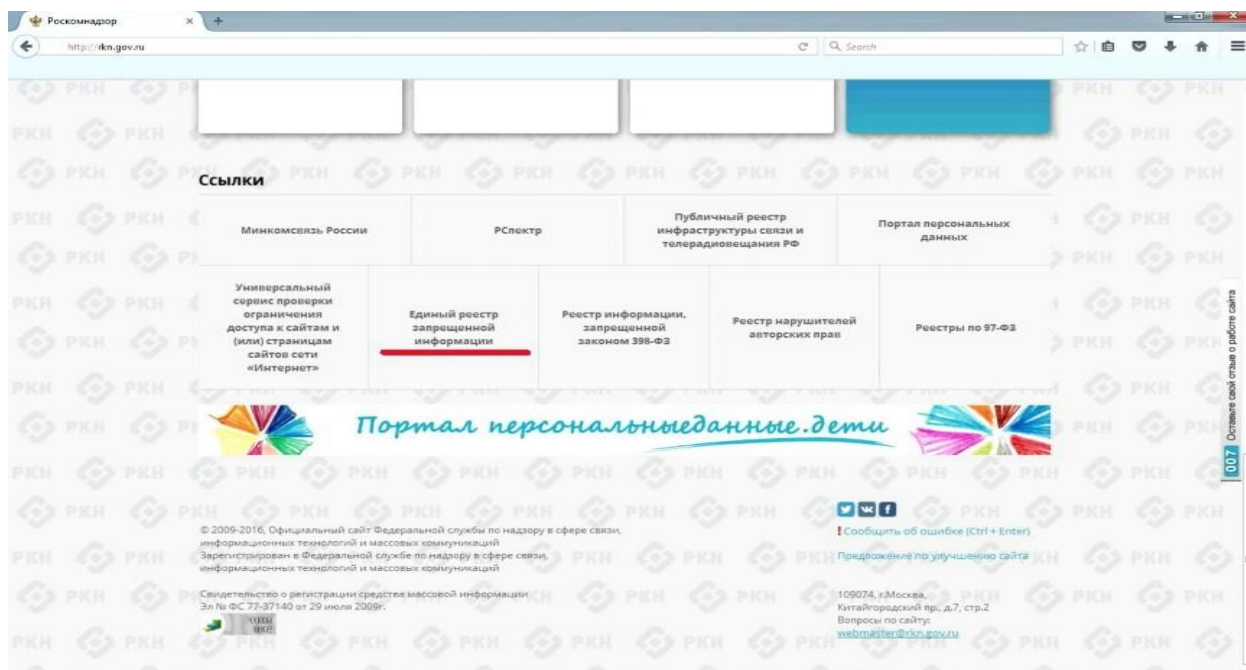 Роскомнадзор
http://rkn.gov.ru
Search
Ссылки
Минкомсвязь России
РСпектр
Публичный реестр
инфраструктуры связи и
телерадиовещания РФ
Портал персональных
данных
Универсальный
сервис проверки
ограничения
доступа к сайтам и
(или) страницам
сайтов сети
«Интернет»
Единый реестр
запрещенной
информации
Реестр информации,
запрещенной
законом 398-ФЗ
Реестр нарушителей
авторских прав
Реестры по 97-ФЗ
Портал персональныеданные.дети
© 2009-2016, Официальный сайт Федеральной службы по надзору в сфере связи,
информационных технологий и массовых коммуникаций
Зарегистрирован в Федеральной службе по надзору в сфере связи,
информационных технологий и массовых коммуникаций
Свидетельство о регистрации средства массовой информации
Эл № ФС 77-37140 от 29 июля 2009г.
Сообщить об ошибке (Ctrl + Enter)
Предложение по улучшению сайта
109074, г.Москва,
Китайгородский пр., д.7, стр.2
Вопросы по сайту:
webmaster@rkn.gov.ru
007 Оставьте свой отзыв о работе сайта
РКН